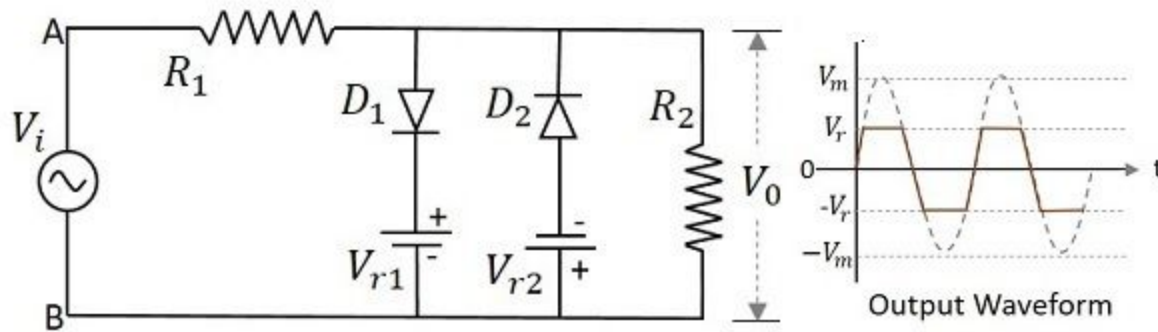 A
R₁
Vᵢ
B
D₁
D₂
R₂
V₀
+
-
Vᵣ₁
-
+
Vᵣ₂
Vₘ
Vᵣ
0
t
-Vᵣ
−Vₘ
Output Waveform